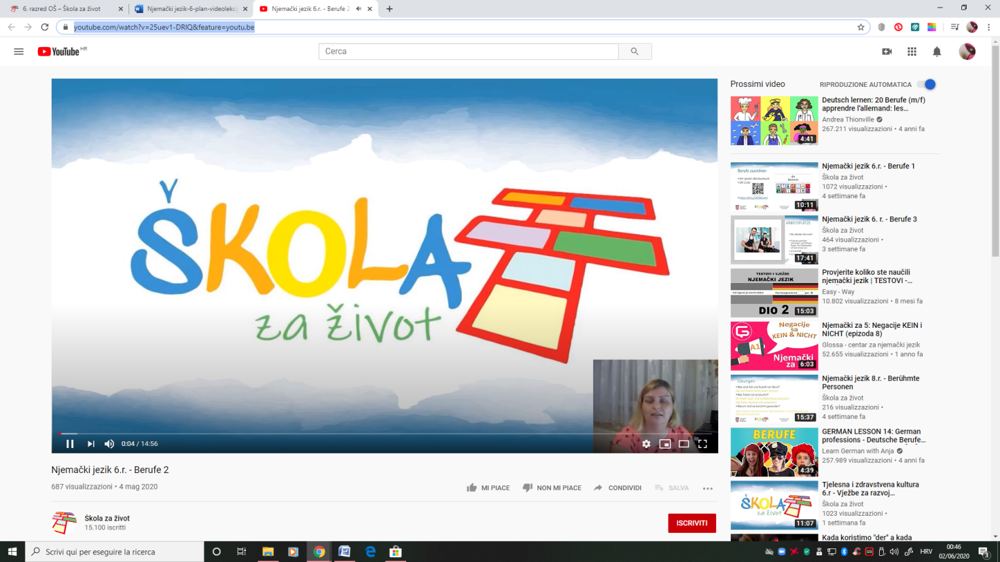 6. razred OŠ – Škola za život
Njemački jezik-6-plan-videolekcij
Njemački jezik 6.r. - Berufe 2
youtube.com/watch?v=25uev1-DRIQ&feature=youtu.be
YouTube HR
Cerca
ŠKOLA
za život
0:04 / 14:56
Njemački jezik 6.r. - Berufe 2
687 visualizzazioni • 4 mag 2020
MI PIACE
NON MI PIACE
CONDIVIDI
SALVA
Škola za život
15.100 iscritti
ISCRIVITI
Prossimi video
RIPRODUZIONE AUTOMATICA
4:41
Deutsch lernen: 20 Berufe (m/f)
apprendre l'allemand: les...
Andrea Thionville
267.211 visualizzazioni • 4 anni fa
Berufe zuordnen
10:11
Njemački jezik 6.r. - Berufe 1
Škola za život
1072 visualizzazioni •
4 settimane fa
ARBEITSPLÄTZE
17:41
Njemački jezik 6. r. - Berufe 3
Škola za život
464 visualizzazioni •
3 settimane fa
TESTOVI I VJEŽBE
NJEMAČKI JEZIK
DIO 2
15:03
Provjerite koliko ste naučili
njemački jezik | TESTOVI -...
Easy - Way
10.802 visualizzazioni • 8 mesi fa
Negacije
sa
KEIN & NICHT
A1
Njemački
za
6:03
Njemački za 5: Negacije KEIN i
NICHT (epizoda 8)
Glossa - centar za njemački jezik
52.655 visualizzazioni • 1 anno fa
Lösungen:
15:37
Njemački jezik 8.r. - Berühmte
Personen
Škola za život
216 visualizzazioni •
4 settimane fa
BERUFE
4:39
GERMAN LESSON 14: German
professions - Deutsche Berufe...
Learn German with Anja
257.989 visualizzazioni • 4 anni fa
ŠKOLA
za život
11:07
Tjelesna i zdravstvena kultura
6.r - Vježbe za razvoj...
Škola za život
1023 visualizzazioni •
1 settimana fa
Kada koristimo "der" a kada
Scrivi qui per eseguire la ricerca
HRV
00:46
02/06/2020
3